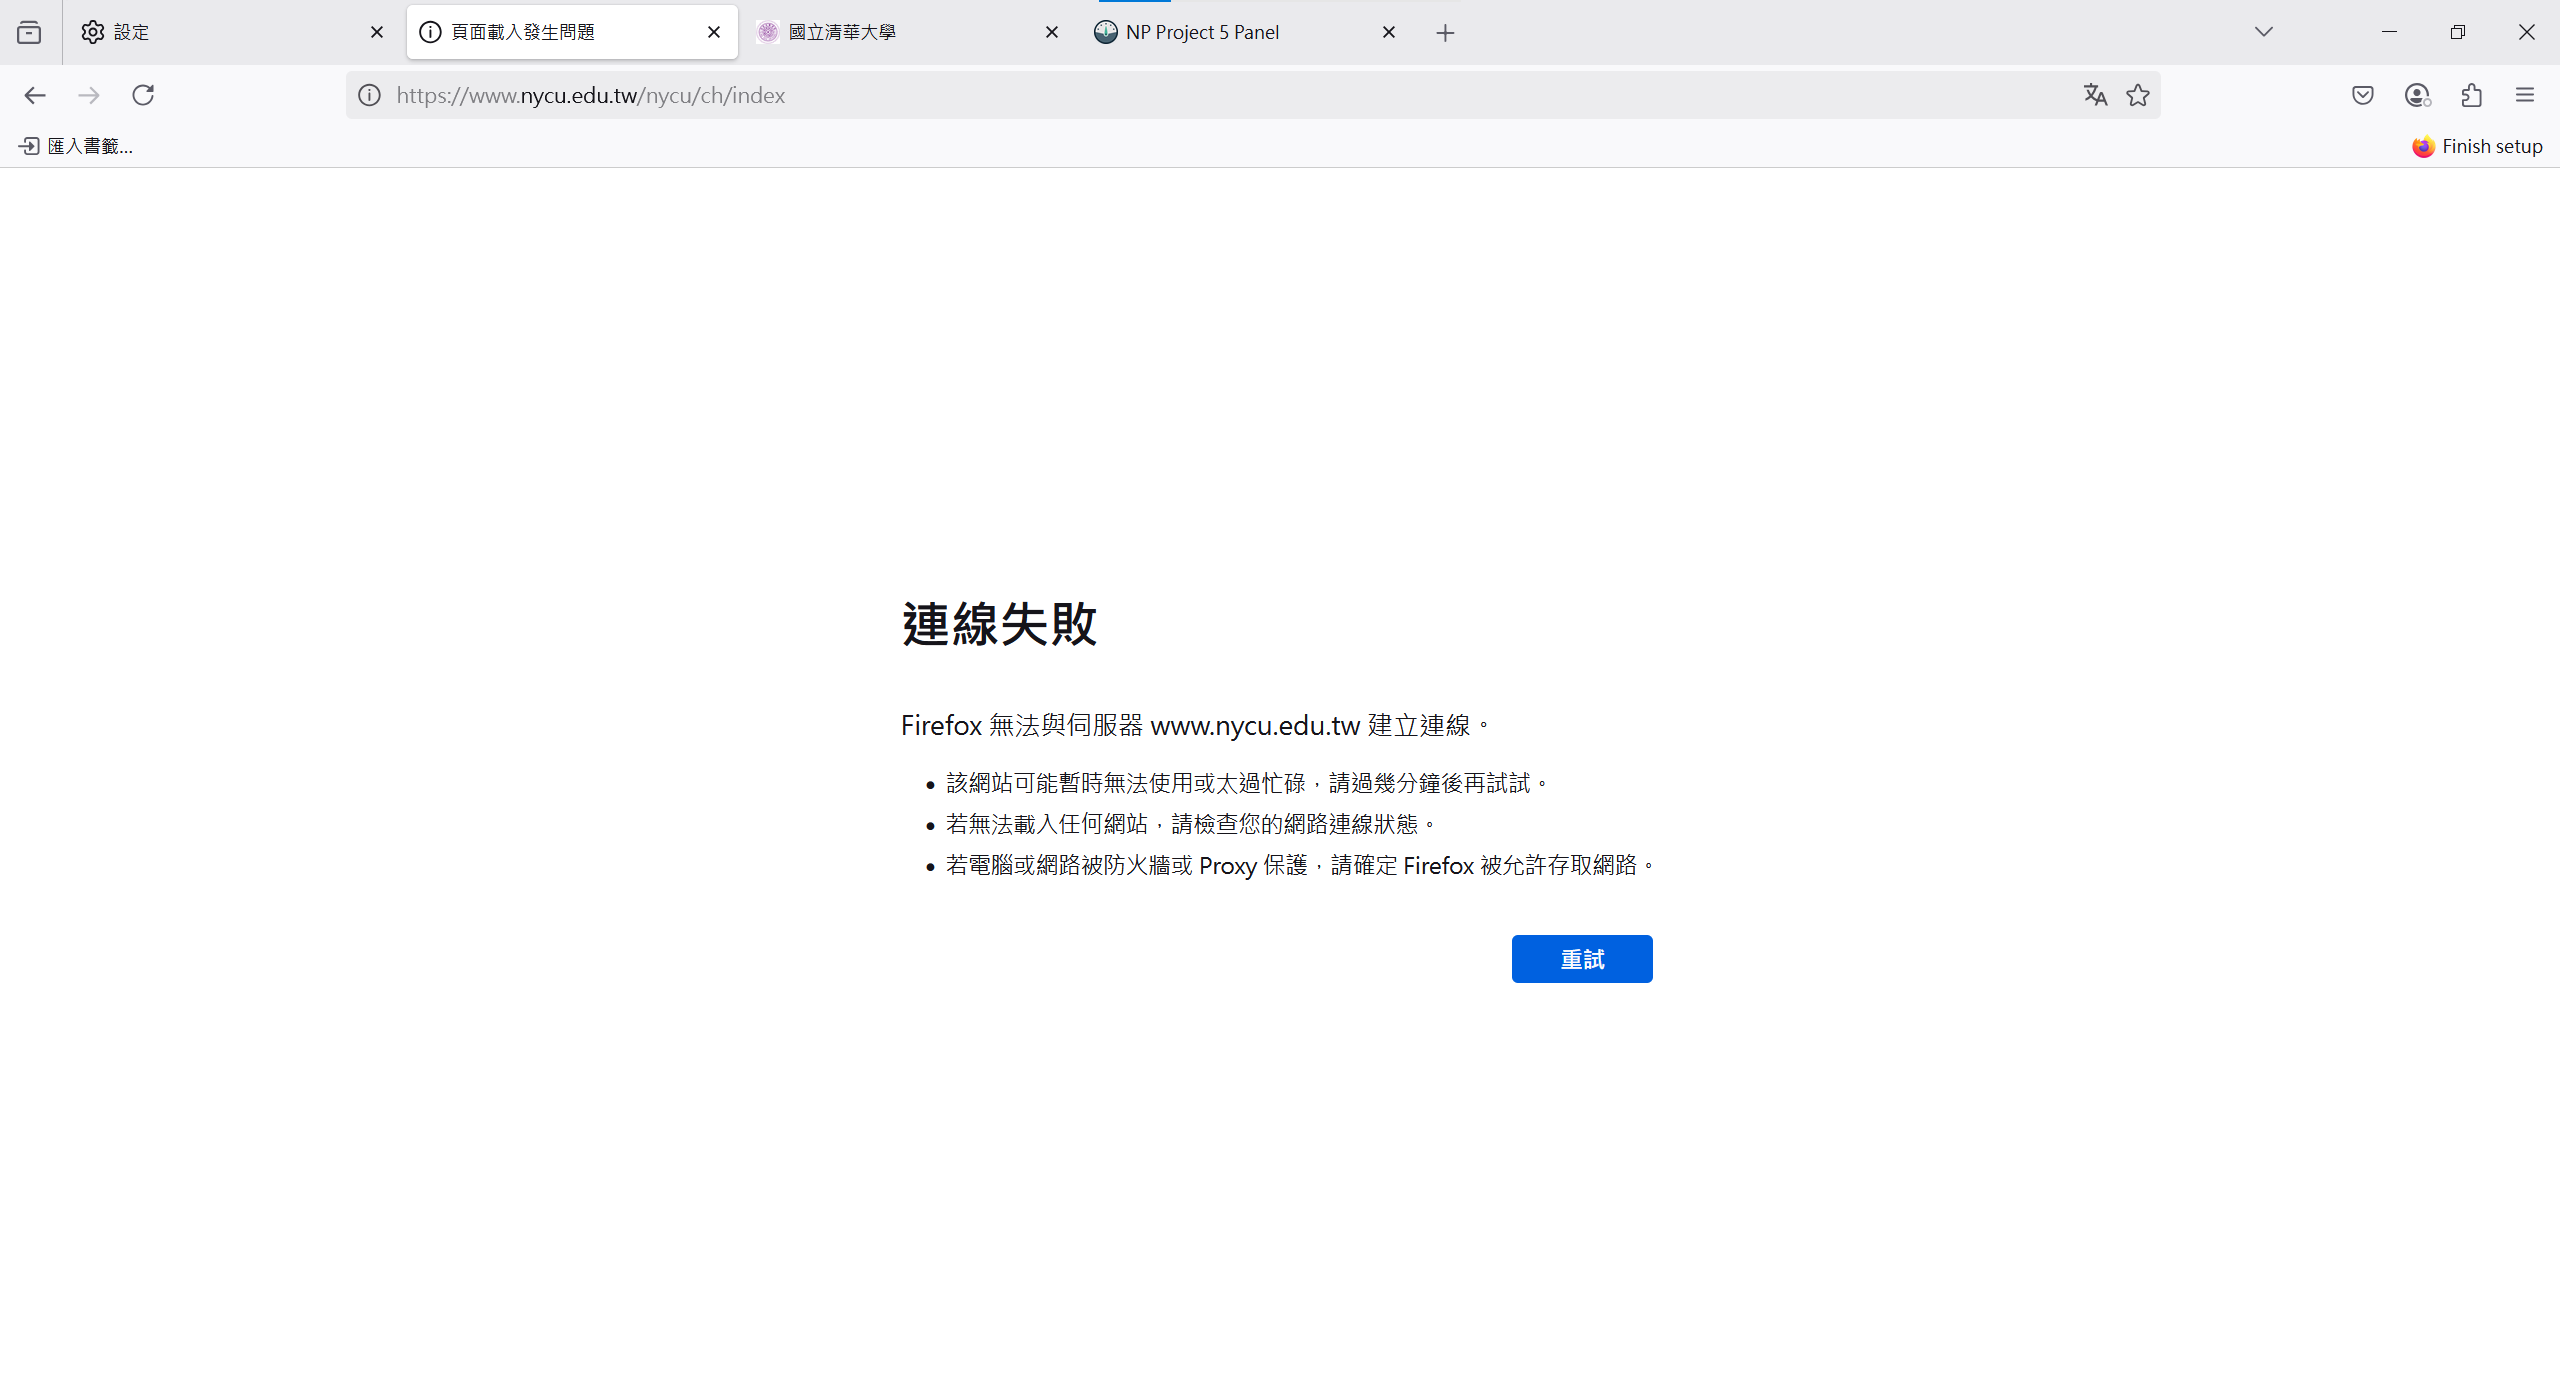 設定
頁面載入發生問題
國立清華大學
NP Project 5 Panel
https://www.nycu.edu.tw/nycu/ch/index
匯入書籤...
Finish setup
連線失敗
Firefox 無法與伺服器 www.nycu.edu.tw 建立連線。
• 該網站可能暫時無法使用或太過忙碌，請過幾分鐘後再試試。
• 若無法載入任何網站，請檢查您的網路連線狀態。
• 若電腦或網路被防火牆或 Proxy 保護，請確定 Firefox 被允許存取網路。
重試